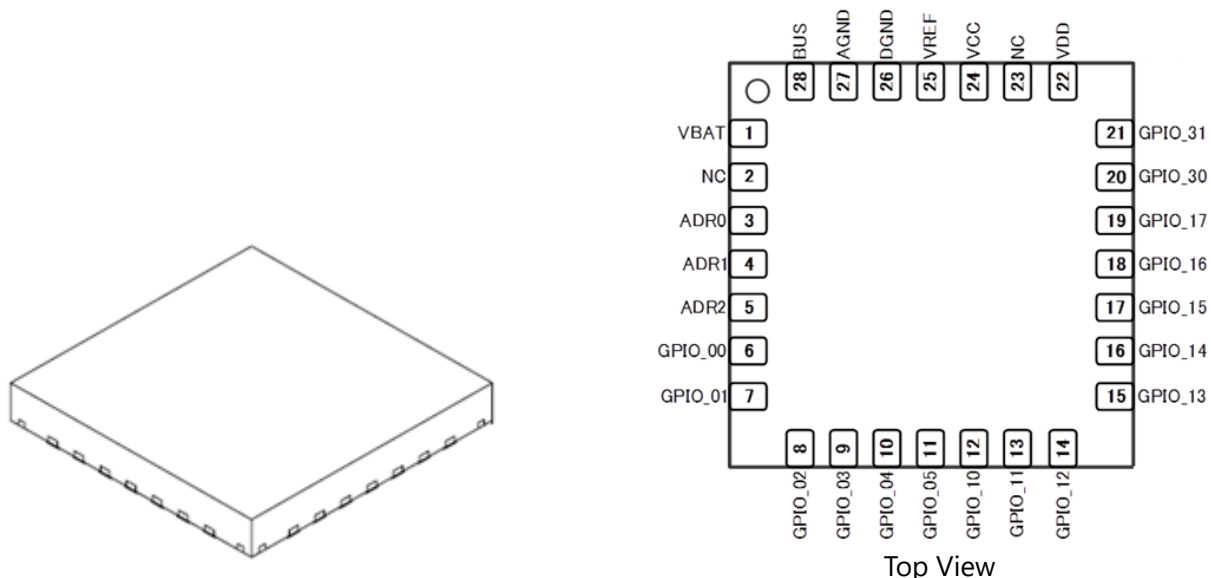 BUS AGND DGND VREF VCC NC VDD
28 27 26 25 24 23 22
VBAT 1 21 GPIO_31
NC 2 20 GPIO_30
ADR0 3 19 GPIO_17
ADR1 4 18 GPIO_16
ADR2 5 17 GPIO_15
GPIO_00 6 16 GPIO_14
GPIO_01 7 15 GPIO_13
8 9 10 11 12 13 14
GPIO_02 GPIO_03 GPIO_04 GPIO_05 GPIO_10 GPIO_11 GPIO_12
Top View